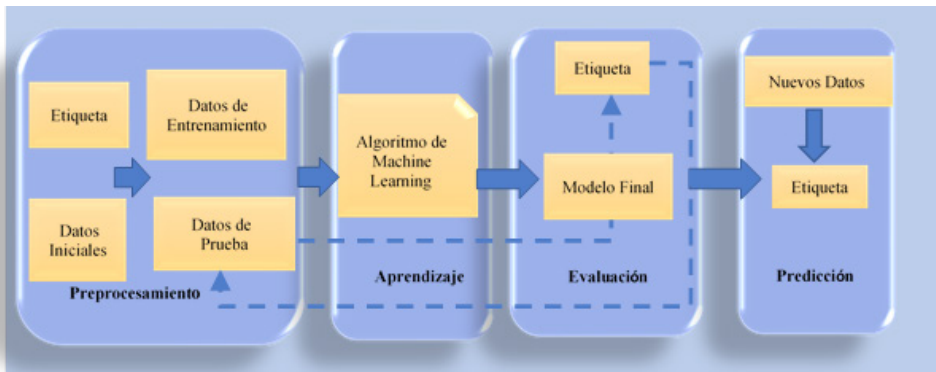 Etiqueta
Datos
Iniciales
Datos de
Entrenamiento
Datos de
Prueba
Preprocesamiento
Algoritmo de
Machine
Learning
Aprendizaje
Etiqueta
Modelo Final
Evaluación
Nuevos Datos
Etiqueta
Predicción